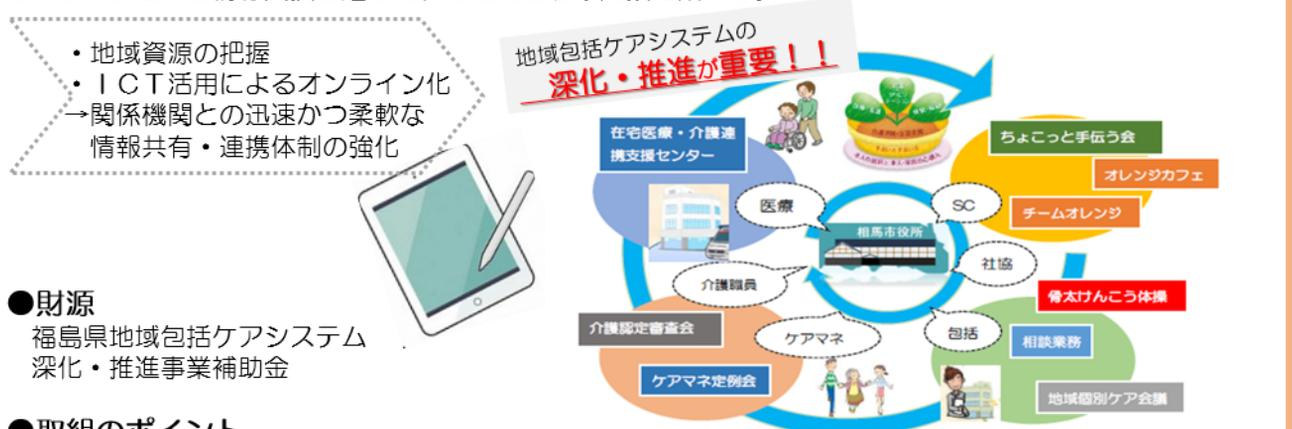 ・地域資源の把握
・ＩＣＴ活用によるオンライン化
→関係機関との迅速かつ柔軟な
情報共有・連携体制の強化
地域包括ケアシステムの
深化・推進が重要！！
在宅医療・介護連
携支援センター
ちょこっと手伝う会
オレンジカフェ
チームオレンジ
医療
SC
相馬市役所
社協
介護職員
骨太けんこう体操
介護認定審査会
ケアマネ
包括
相談業務
ケアマネ定例会
地域個別ケア会議
●財源
福島県地域包括ケアシステム
深化・推進事業補助金
●取組のポイント